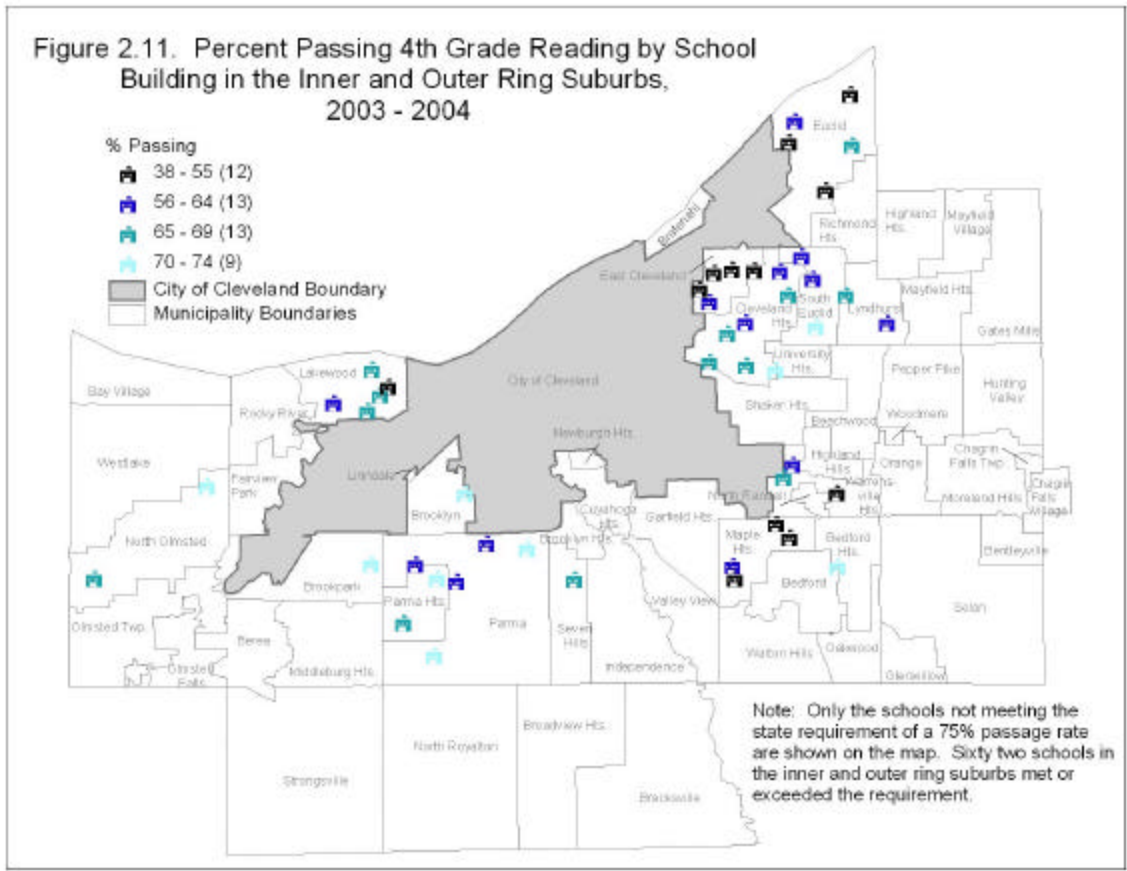 Figure 2.11. Percent Passing 4th Grade Reading by School
Building in the Inner and Outer Ring Suburbs,
2003 - 2004
% Passing
38 - 55 (12)
56 - 64 (13)
65 - 69 (13)
70 - 74 (9)
City of Cleveland Boundary
Municipality Boundaries
Euclid
Bratenahl
Richmond
Hts.
Highland
Hts.
Mayfield
Village
East Cleveland
Cleveland
Hts.
South
Euclid
Lyndhurst
Mayfield Hts.
Gates Mills
University
Hts.
Pepper Pike
Hunting
Valley
Lakewood
Bay Village
Rocky River
City of Cleveland
Shaker Hts.
Beachwood
Woodmere
Newburgh Hts.
Westlake
Fairview
Park
Linndale
Highland
Hills
Orange
Chagrin
Falls Twp.
North Randall
Warrens-
ville
Hts.
Moreland Hills
Chagrin
Falls
Village
Brooklyn
Cuyahoga
Hts.
Garfield Hts.
North Olmsted
Brooklyn Hts.
Maple
Hts.
Bedford
Hts.
Bentleyville
Brookpark
Parma Hts.
Valley View
Bedford
Solon
Olmsted Twp.
Berea
Parma
Seven
Hills
Olmsted
Falls
Middleburg Hts.
Independence
Walton Hills
Oakwood
Glenwillow
Strongsville
North Royalton
Broadview Hts.
Brecksville
Note: Only the schools not meeting the
state requirement of a 75% passage rate
are shown on the map. Sixty two schools in
the inner and outer ring suburbs met or
exceeded the requirement.